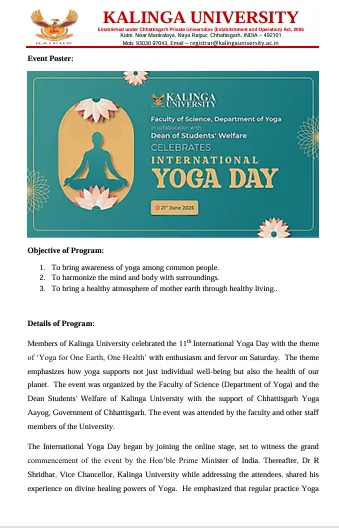 KALINGA UNIVERSITY
Established under Chhattisgarh Private Universities (Establishment and Operation) Act, 2005
Kotni, Near Mantralaya, Naya Raipur, Chhattisgarh, INDIA – 492101
Mob: 93030 97043, Email – registrar@kalingauniversity.ac.in
Event Poster:
KALINGA
UNIVERSITY
Faculty of Science, Department of Yoga
in collaboration with
Dean of Students' Welfare
CELEBRATES
INTERNATIONAL
YOGA DAY
21st June 2025
Objective of Program:
1. To bring awareness of yoga among common people.
2. To harmonize the mind and body with surroundings.
3. To bring a healthy atmosphere of mother earth through healthy living..
Details of Program:
Members of Kalinga University celebrated the 11th International Yoga Day with the theme
of 'Yoga for One Earth, One Health' with enthusiasm and fervor on Saturday. The theme
emphasizes how yoga supports not just individual well-being but also the health of our
planet. The event was organized by the Faculty of Science (Department of Yoga) and the
Dean Students' Welfare of Kalinga University with the support of Chhattisgarh Yoga
Aayog, Government of Chhattisgarh. The event was attended by the faculty and other staff
members of the University.
The International Yoga Day began by joining the online stage, set to witness the grand
commencement of the event by the Hon'ble Prime Minister of India. Thereafter, Dr R
Shridhar, Vice Chancellor, Kalinga University while addressing the attendees, shared his
experience on divine healing powers of Yoga. He emphasized that regular practice Yoga